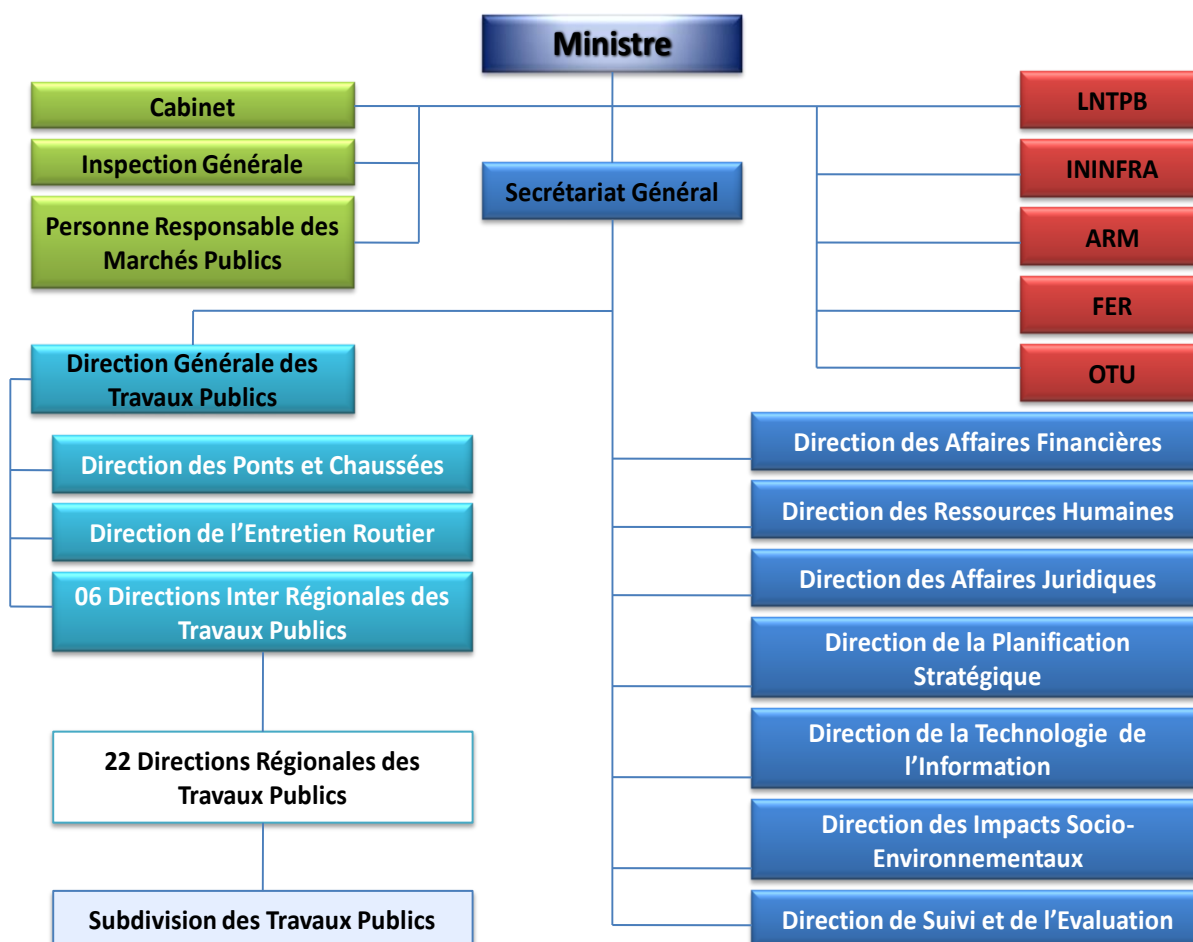 Ministre
Cabinet
Inspection Générale
Personne Responsable des
Marchés Publics
Secrétariat Général
LNTPB
ININFRA
ARM
FER
OTU
Direction Générale des
Travaux Publics
Direction des Ponts et Chaussées
Direction de l’Entretien Routier
06 Directions Inter Régionales des
Travaux Publics
22 Directions Régionales des
Travaux Publics
Subdivision des Travaux Publics
Direction des Affaires Financières
Direction des Ressources Humaines
Direction des Affaires Juridiques
Direction de la Planification
Stratégique
Direction de la Technologie de
l’Information
Direction des Impacts Socio-
Environnementaux
Direction de Suivi et de l’Evaluation